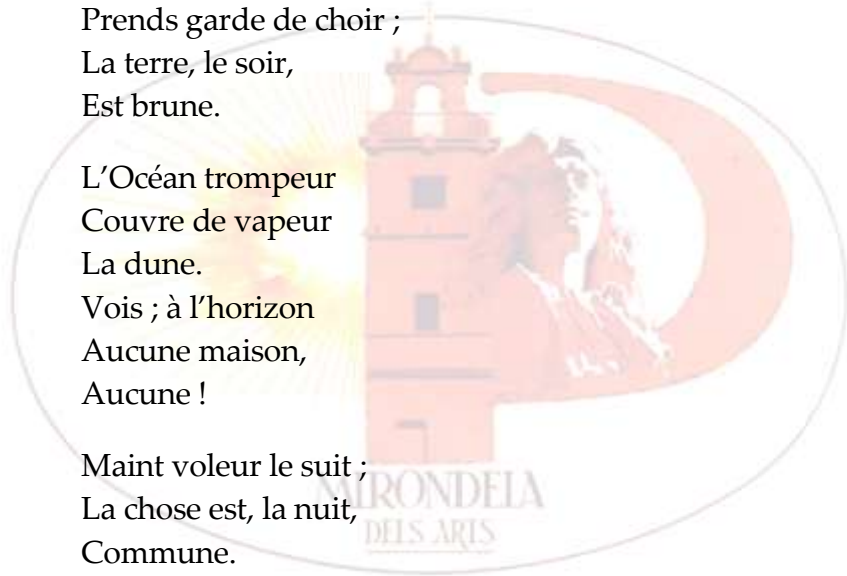 Prends garde de choir ;
La terre, le soir,
Est brune.
L’Océan trompeur
Couvre de vapeur
La dune.
Vois ; à l’horizon
Aucune maison,
Aucune !
Maint voleur le suit ;
La chose est, la nuit,
Commune.
MIRONDELA
DELS ARTS